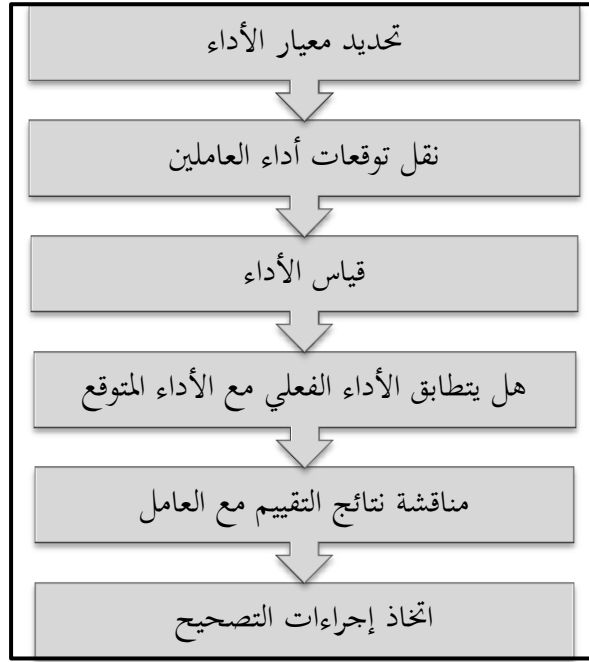 تحديد معيار الأداء
نقل توقعات أداء العاملين
قياس الأداء
هل يتطابق الأداء الفعلي مع الأداء المتوقع
مناقشة نتائج التقييم مع العامل
اتخاذ إجراءات التصحيح